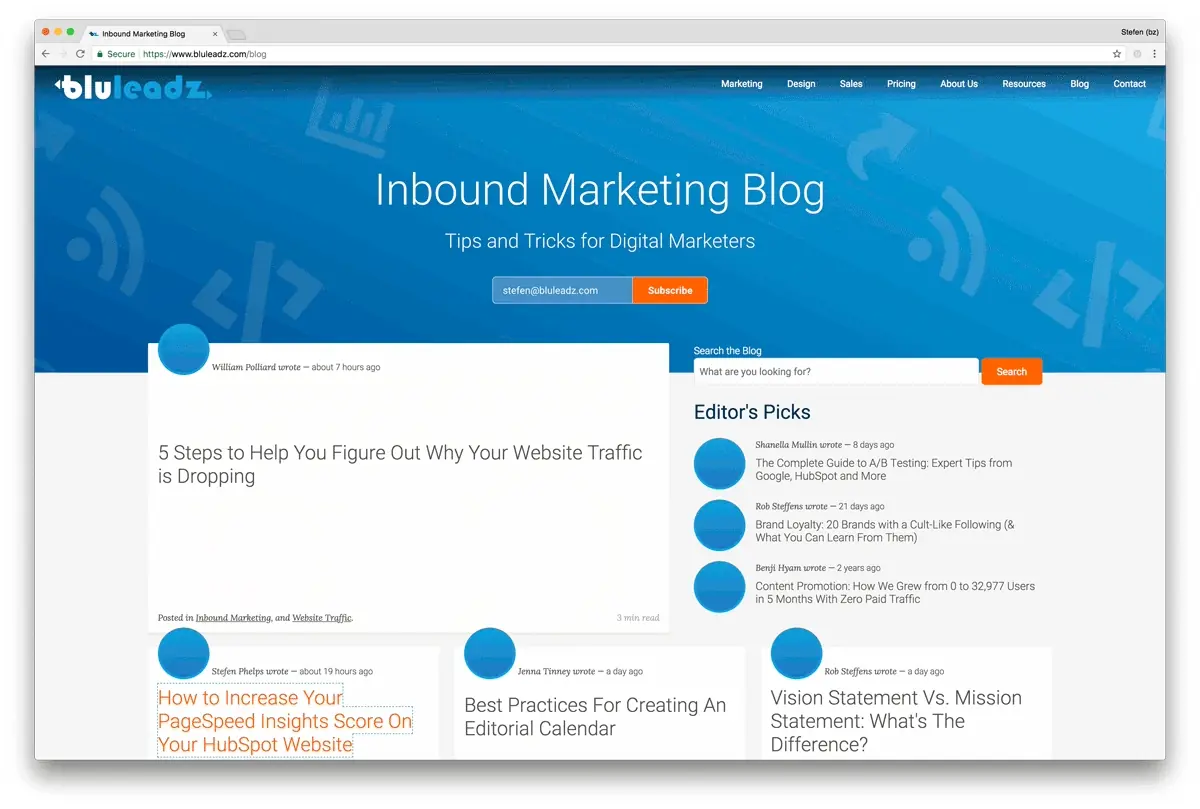 Inbound Marketing Blog
Stefen (bz)
Secure https://www.bluleadz.com/blog
bluleadz
Marketing Design Sales Pricing About Us Resources Blog Contact
Inbound Marketing Blog
Tips and Tricks for Digital Marketers
stefen@bluleadz.com Subscribe
William Polliard wrote — about 7 hours ago
5 Steps to Help You Figure Out Why Your Website Traffic
is Dropping
Posted in Inbound Marketing, and Website Traffic.
3 min read
Search the Blog
What are you looking for? Search
Editor's Picks
Shanella Mullin wrote — 8 days ago
The Complete Guide to A/B Testing: Expert Tips from
Google, HubSpot and More
Rob Steffens wrote — 21 days ago
Brand Loyalty: 20 Brands with a Cult-Like Following (&
What You Can Learn From Them)
Benji Hyam wrote — 2 years ago
Content Promotion: How We Grew from 0 to 32,977 Users
in 5 Months With Zero Paid Traffic
Stefen Phelps wrote — about 19 hours ago
How to Increase Your
PageSpeed Insights Score On
Your HubSpot Website
Jenna Tinney wrote — a day ago
Best Practices For Creating An
Editorial Calendar
Rob Steffens wrote — a day ago
Vision Statement Vs. Mission
Statement: What's The
Difference?